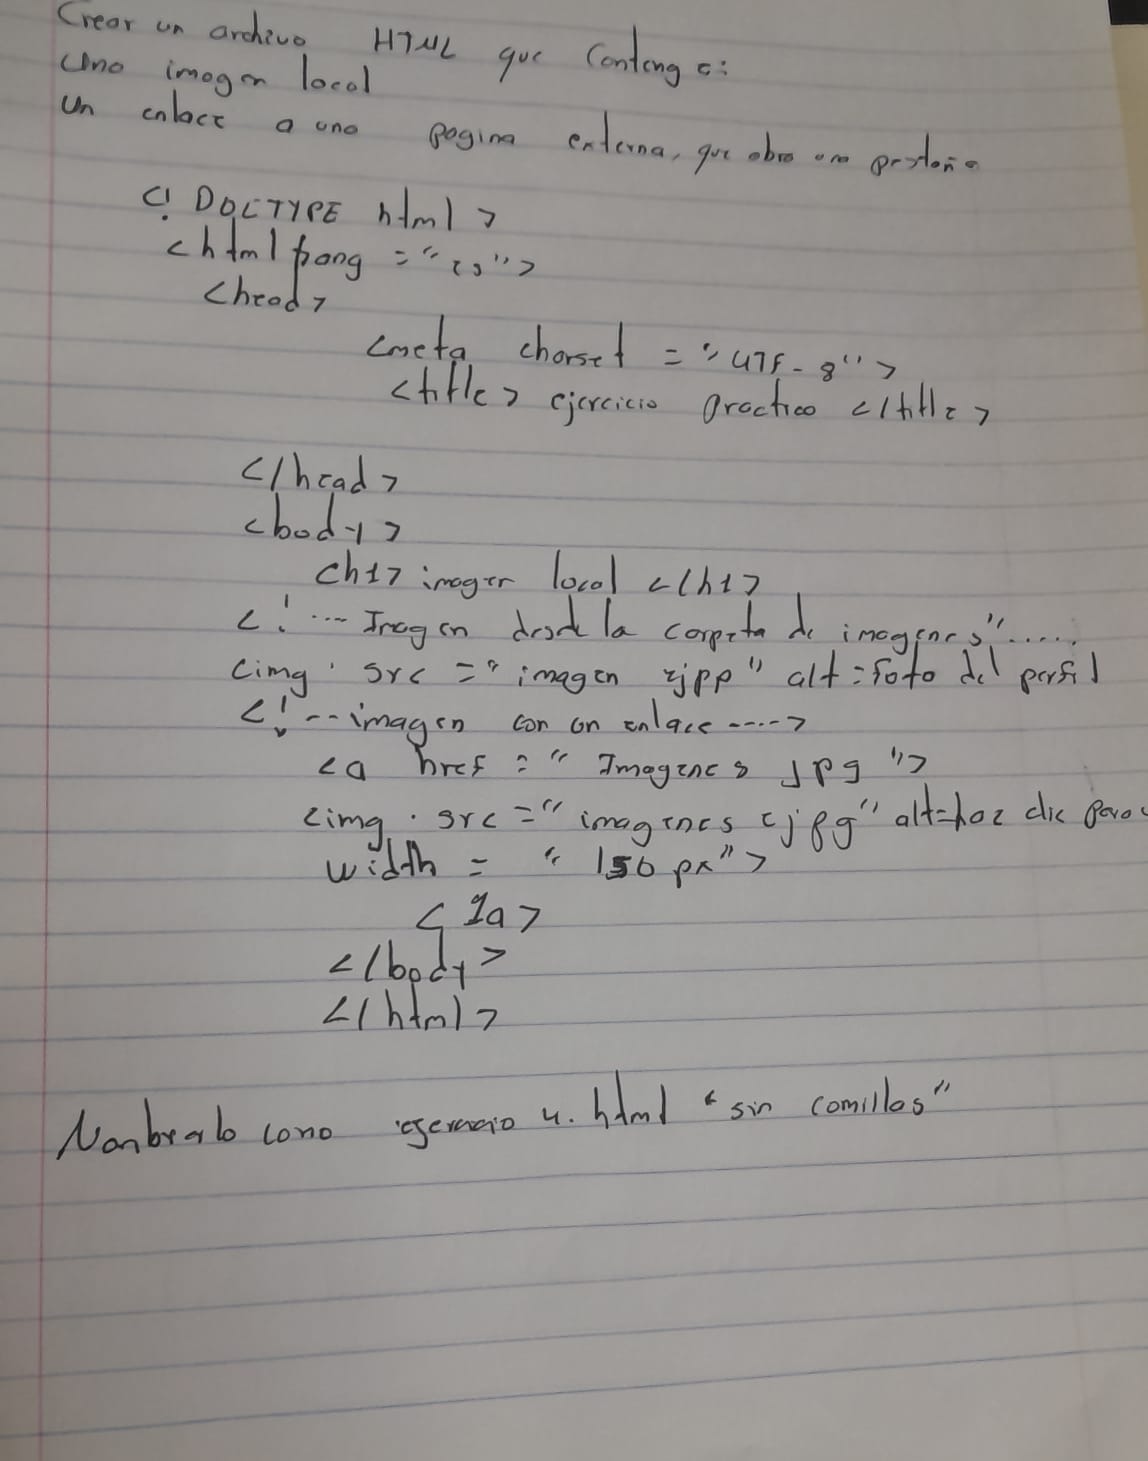 Crear un archivo HTML que Contenga:
Una imagen local
Un enlace a una pagina externa, que abra una pestaña
<! DOCTYPE html >
<html lang = "es">
<head>
<meta charset = "UTF-8">
<title> ejercicio practico </title>
</head>
<body>
<h1> imagen local </h1>
<! --- Imagen desde la carpeta de imagenes".....
<img src = "imagen ejpp" alt = foto del perfil
<! -- imagen con un enlace ---->
<a href = " Imagenes jpg ">
<img src = " imagenes ejpg" alt=haz clic para
width = " 150 px">
</a>
</body>
</html>
Nombralo como ejercicio 4. html " sin comillas"